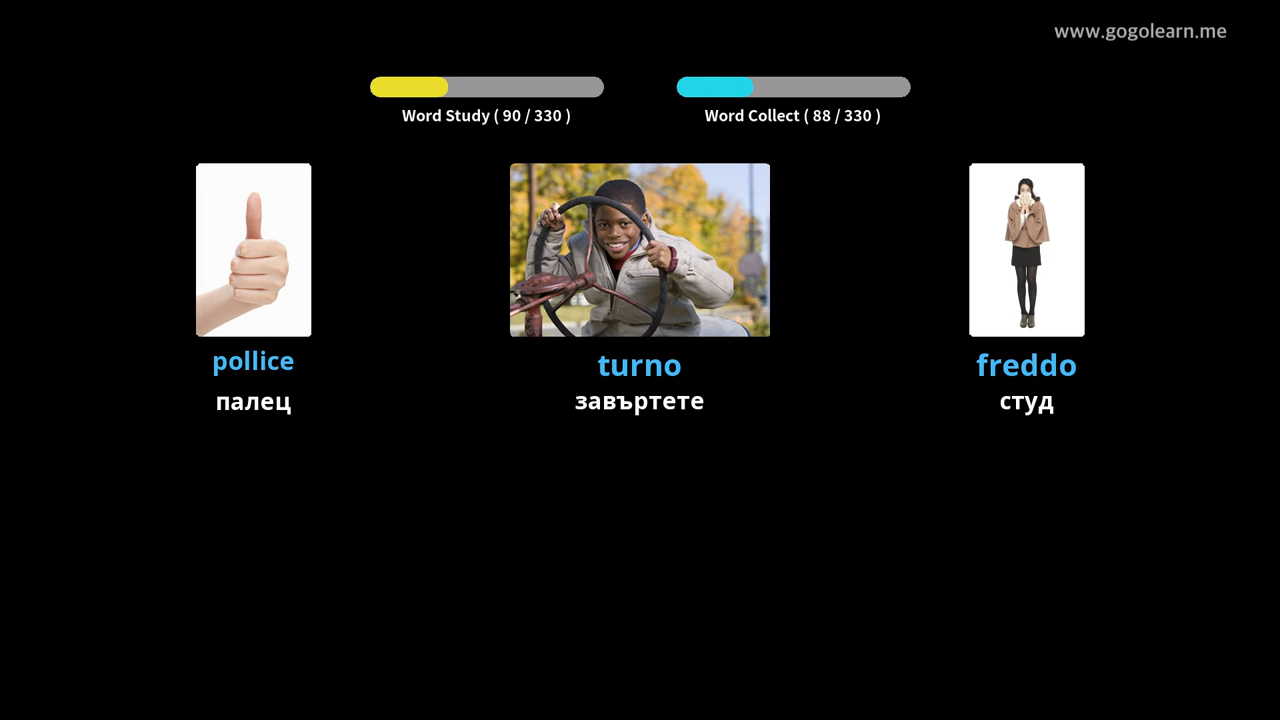 www.gogolearn.me
Word Study ( 90 / 330 )
Word Collect ( 88 / 330 )
pollice
палец
turno
завъртете
freddo
студ